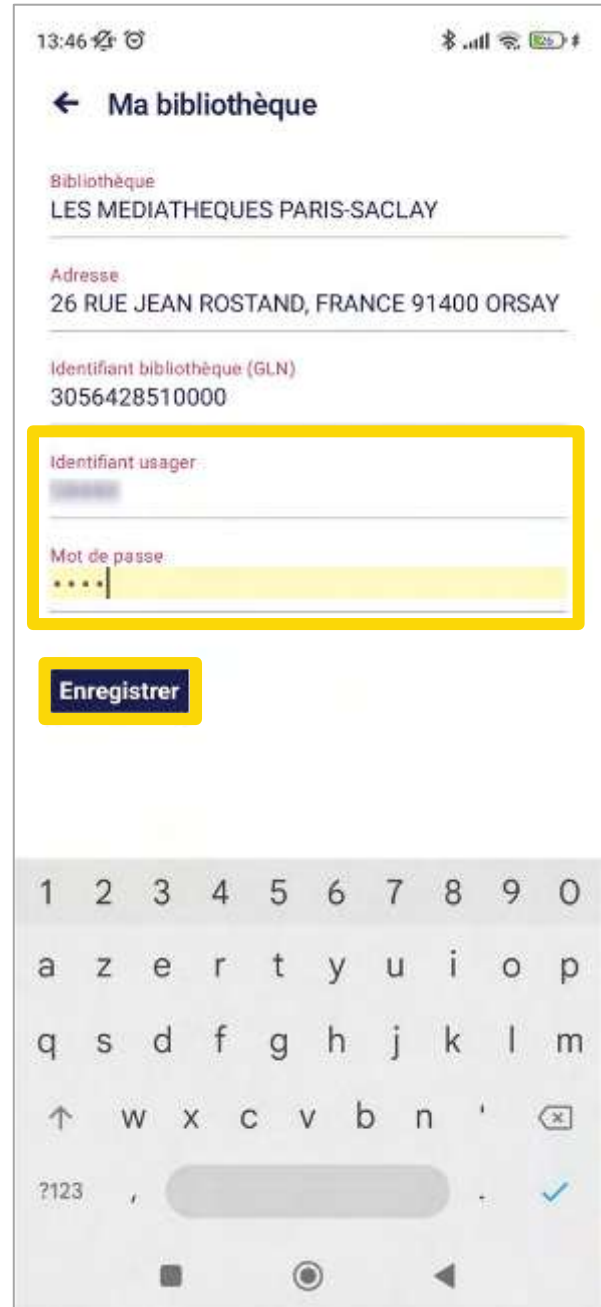 13:46
26
Ma bibliothèque
Bibliothèque
LES MEDIATHEQUES PARIS-SACLAY
Adresse
26 RUE JEAN ROSTAND, FRANCE 91400 ORSAY
Identifiant bibliothèque (GLN)
3056428510000
Identifiant usager
Mot de passe
••••
Enregistrer
1 2 3 4 5 6 7 8 9 0
a z e r t y u i o p
q s d f g h j k l m
w x c v b n '
?123 , .